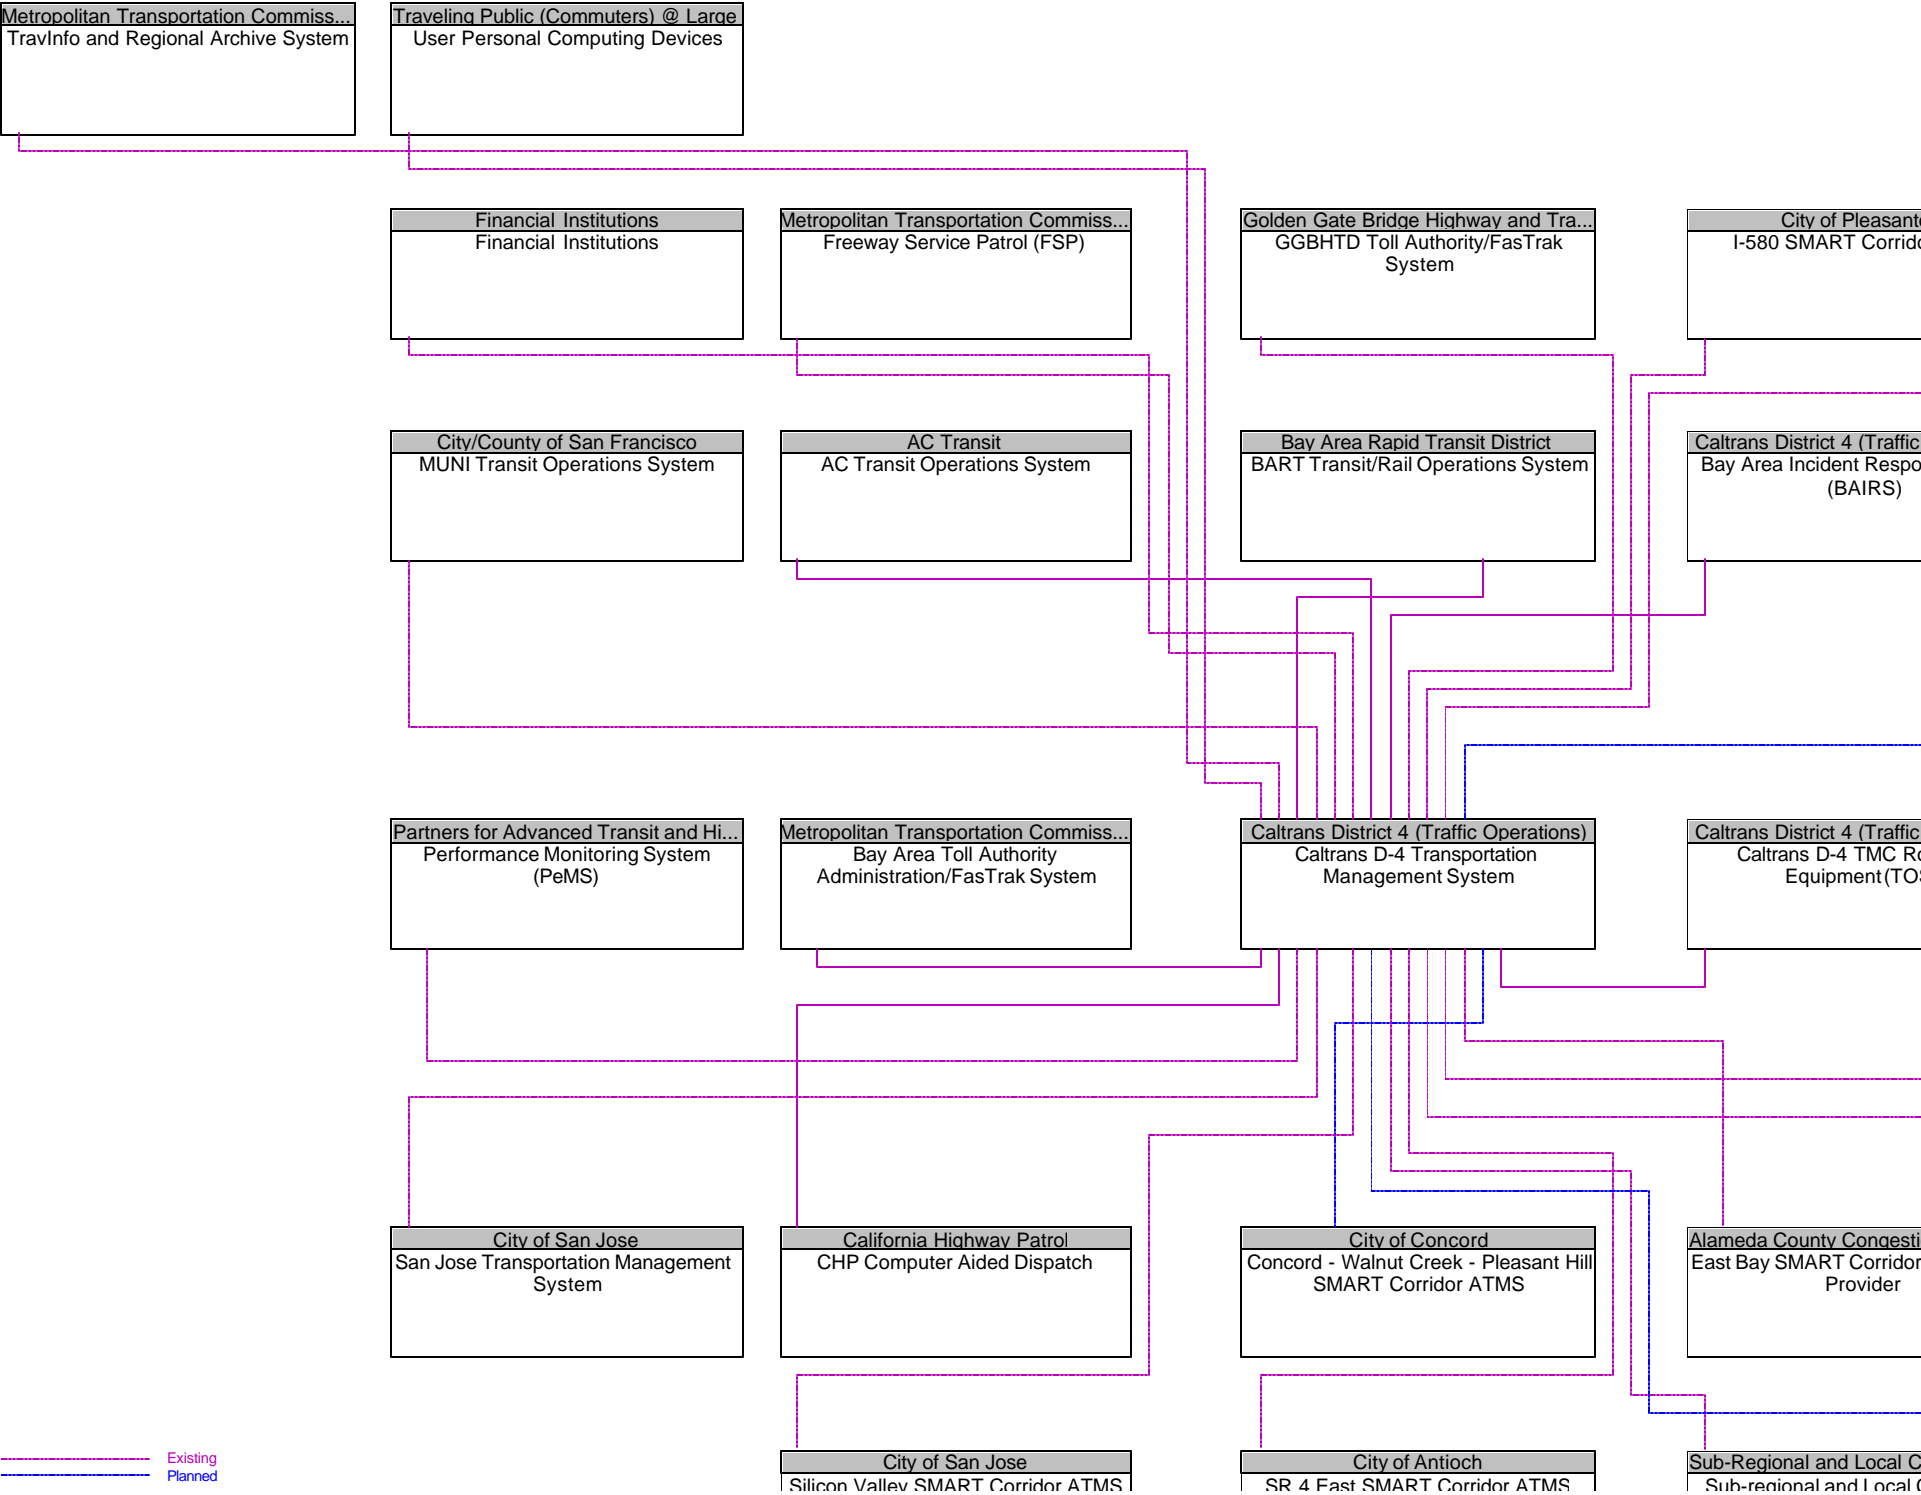 Metropolitan Transportation Commiss...
TravInfo and Regional Archive System
Traveling Public (Commuters) @ Large
User Personal Computing Devices
Financial Institutions
Financial Institutions
Metropolitan Transportation Commiss...
Freeway Service Patrol (FSP)
Golden Gate Bridge Highway and Tra...
GGBHTD Toll Authority/FasTrak
System
City of Pleasant
I-580 SMART Corrid
City/County of San Francisco
MUNI Transit Operations System
AC Transit
AC Transit Operations System
Bay Area Rapid Transit District
BART Transit/Rail Operations System
Caltrans District 4 (Traffic
Bay Area Incident Respo
(BAIRS)
Partners for Advanced Transit and Hi...
Performance Monitoring System
(PeMS)
Metropolitan Transportation Commiss...
Bay Area Toll Authority
Administration/FasTrak System
Caltrans District 4 (Traffic Operations)
Caltrans D-4 Transportation
Management System
Caltrans District 4 (Traffic
Caltrans D-4 TMC Ro
Equipment (TOS
City of San Jose
San Jose Transportation Management
System
California Highway Patrol
CHP Computer Aided Dispatch
City of Concord
Concord - Walnut Creek - Pleasant Hill
SMART Corridor ATMS
Alameda County Congesti
East Bay SMART Corridor
Provider
Existing
Planned
City of San Jose
Silicon Valley SMART Corridor ATMS
City of Antioch
SR 4 East SMART Corridor ATMS
Sub-Regional and Local C
Sub-regional and Local